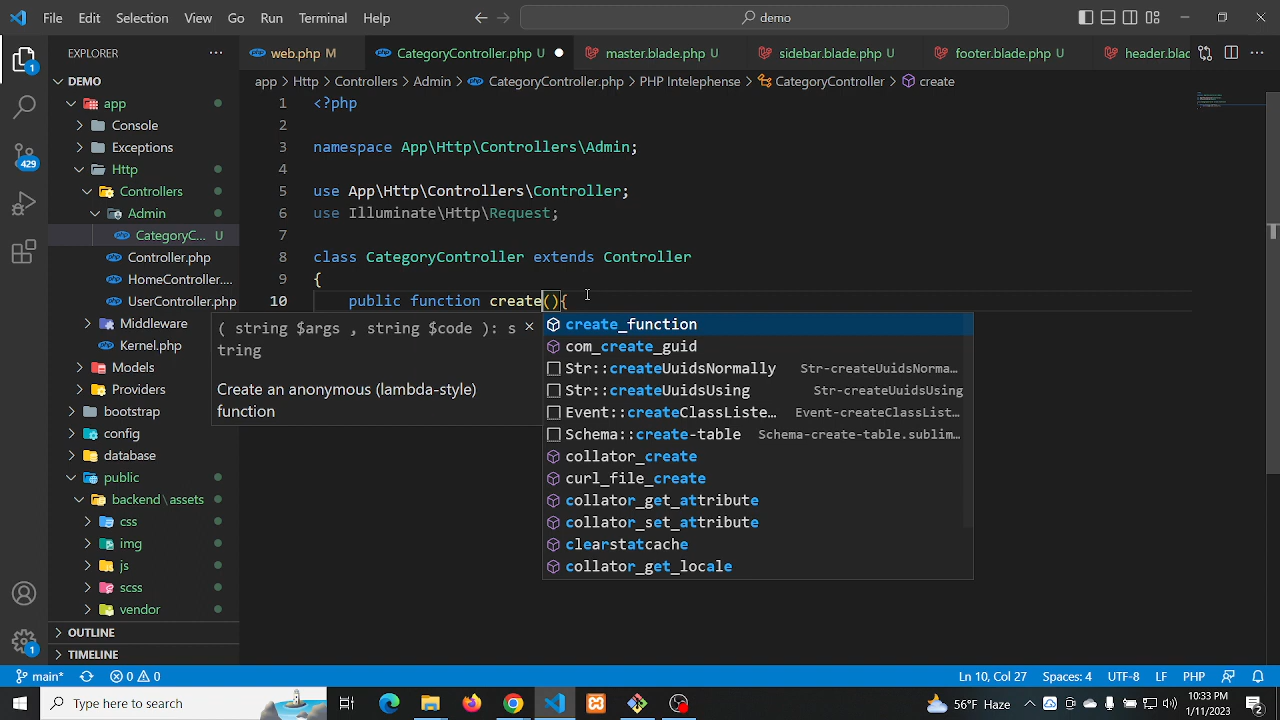 File Edit Selection View Go Run Terminal Help
demo
EXPLORER
web.php M
CategoryController.php U
master.blade.php U
sidebar.blade.php U
footer.blade.php U
header.blad
DEMO
app > Http > Controllers > Admin > CategoryController.php > PHP Intelephense > CategoryController > create
app
Console
Exceptions
Http
Controllers
Admin
CategoryC... U
Controller.php
HomeController....
UserController.php
Middleware
Kernel.php
Models
Providers
bootstrap
config
database
public
backend\assets
css
img
js
scss
vendor
OUTLINE
TIMELINE
1
429
1
1 <?php
2
3 namespace App\Http\Controllers\Admin;
4
5 use App\Http\Controllers\Controller;
6 use Illuminate\Http\Request;
7
8 class CategoryController extends Controller
9 {
10 public function create(){
( string $args , string $code ): s
tring
Create an anonymous (lambda-style)
function
create_function
com_create_guid
Str::createUuidsNormally Str-createUuidsNorma…
Str::createUuidsUsing Str-createUuidsUsing
Event::createClassListe… Event-createClassList…
Schema::create-table Schema-create-table.sublim…
collator_create
curl_file_create
collator_get_attribute
collator_set_attribute
clearstatcache
collator_get_locale
main* 0 0 Ln 10, Col 27 Spaces: 4 UTF-8 LF PHP
Type here to search
56°F Haze
10:33 PM
1/11/2023
2